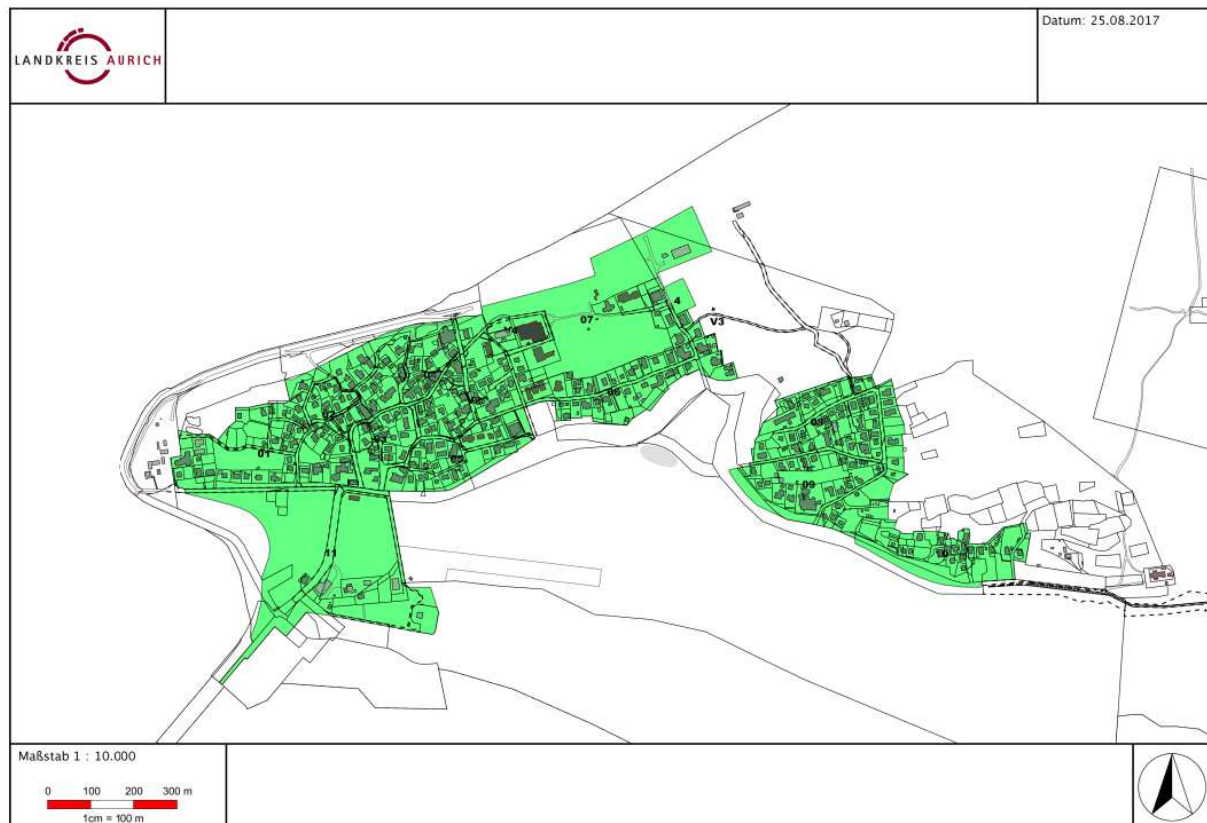 LANDKREIS AURICH
Datum: 25.08.2017
4
07
V3
01
11
09
Maßstab 1 : 10.000
0 100 200 300 m
1cm = 100 m